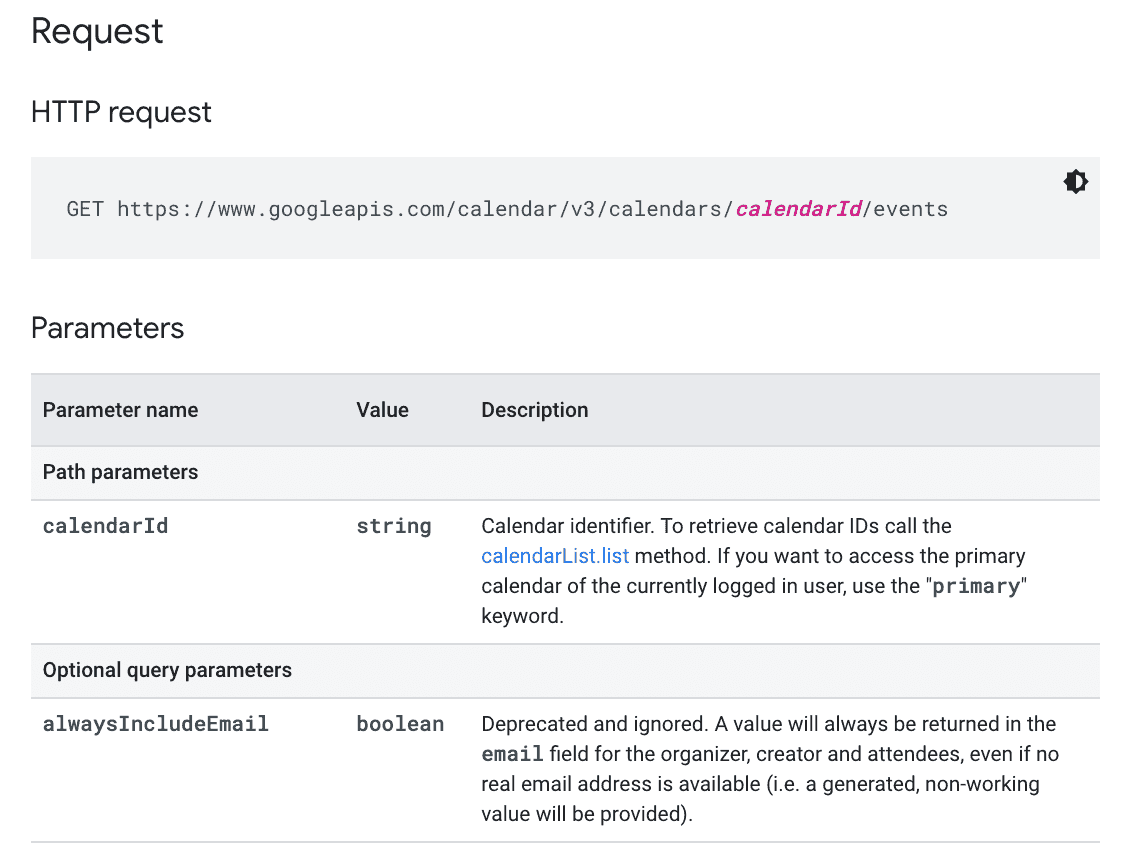 Request
HTTP request
GET https://www.googleapis.com/calendar/v3/calendars/calendarId/events
Parameters
Parameter name Value Description
Path parameters
calendarId string Calendar identifier. To retrieve calendar IDs call the
calendarList.list method. If you want to access the primary
calendar of the currently logged in user, use the "primary"
keyword.
Optional query parameters
alwaysIncludeEmail boolean Deprecated and ignored. A value will always be returned in the
email field for the organizer, creator and attendees, even if no
real email address is available (i.e. a generated, non-working
value will be provided).